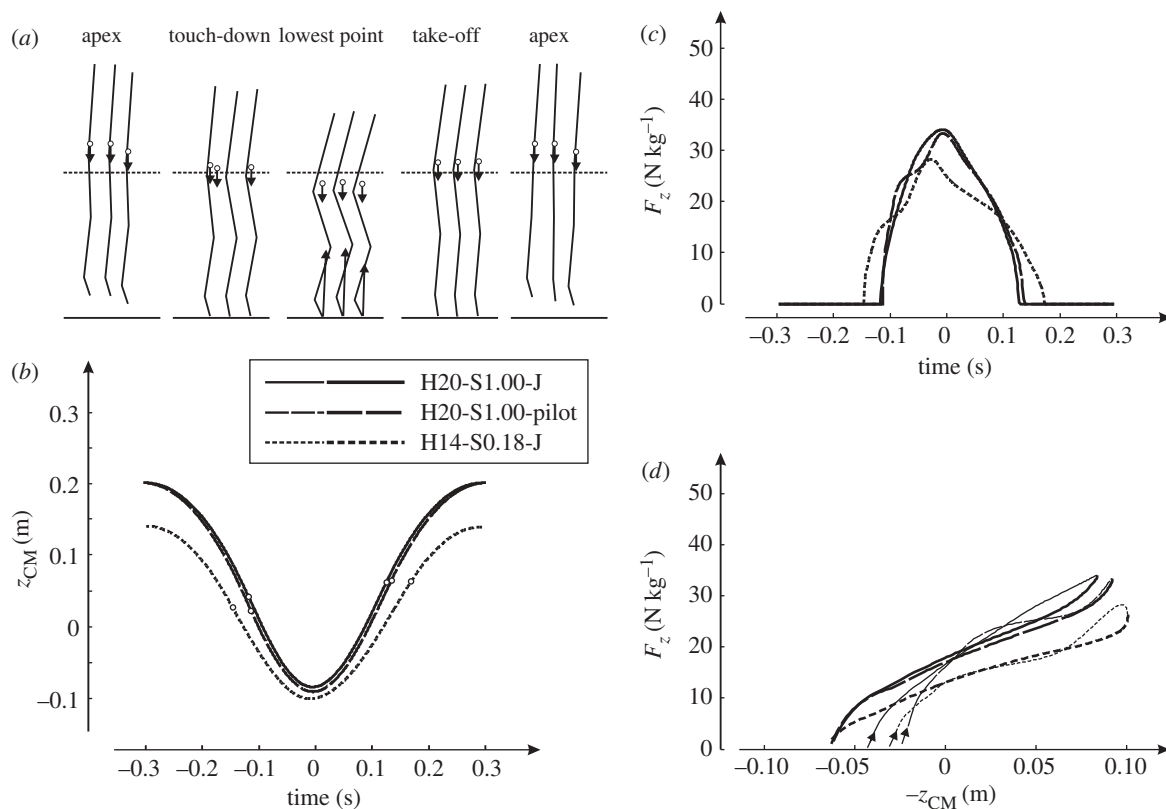 (a) apex touch-down lowest point take-off apex
(b)
H20-S1.00-J
H20-S1.00-pilot
H14-S0.18-J
0.3
0.2
0.1
0
−0.1
z_CM (m)
−0.3 −0.2 −0.1 0 0.1 0.2 0.3
time (s)
(c)
50
40
30
20
10
0
F_z (N kg⁻¹)
−0.3 −0.2 −0.1 0 0.1 0.2 0.3
time (s)
(d)
50
40
30
20
10
0
F_z (N kg⁻¹)
−0.10 −0.05 0 0.05 0.10
−z_CM (m)